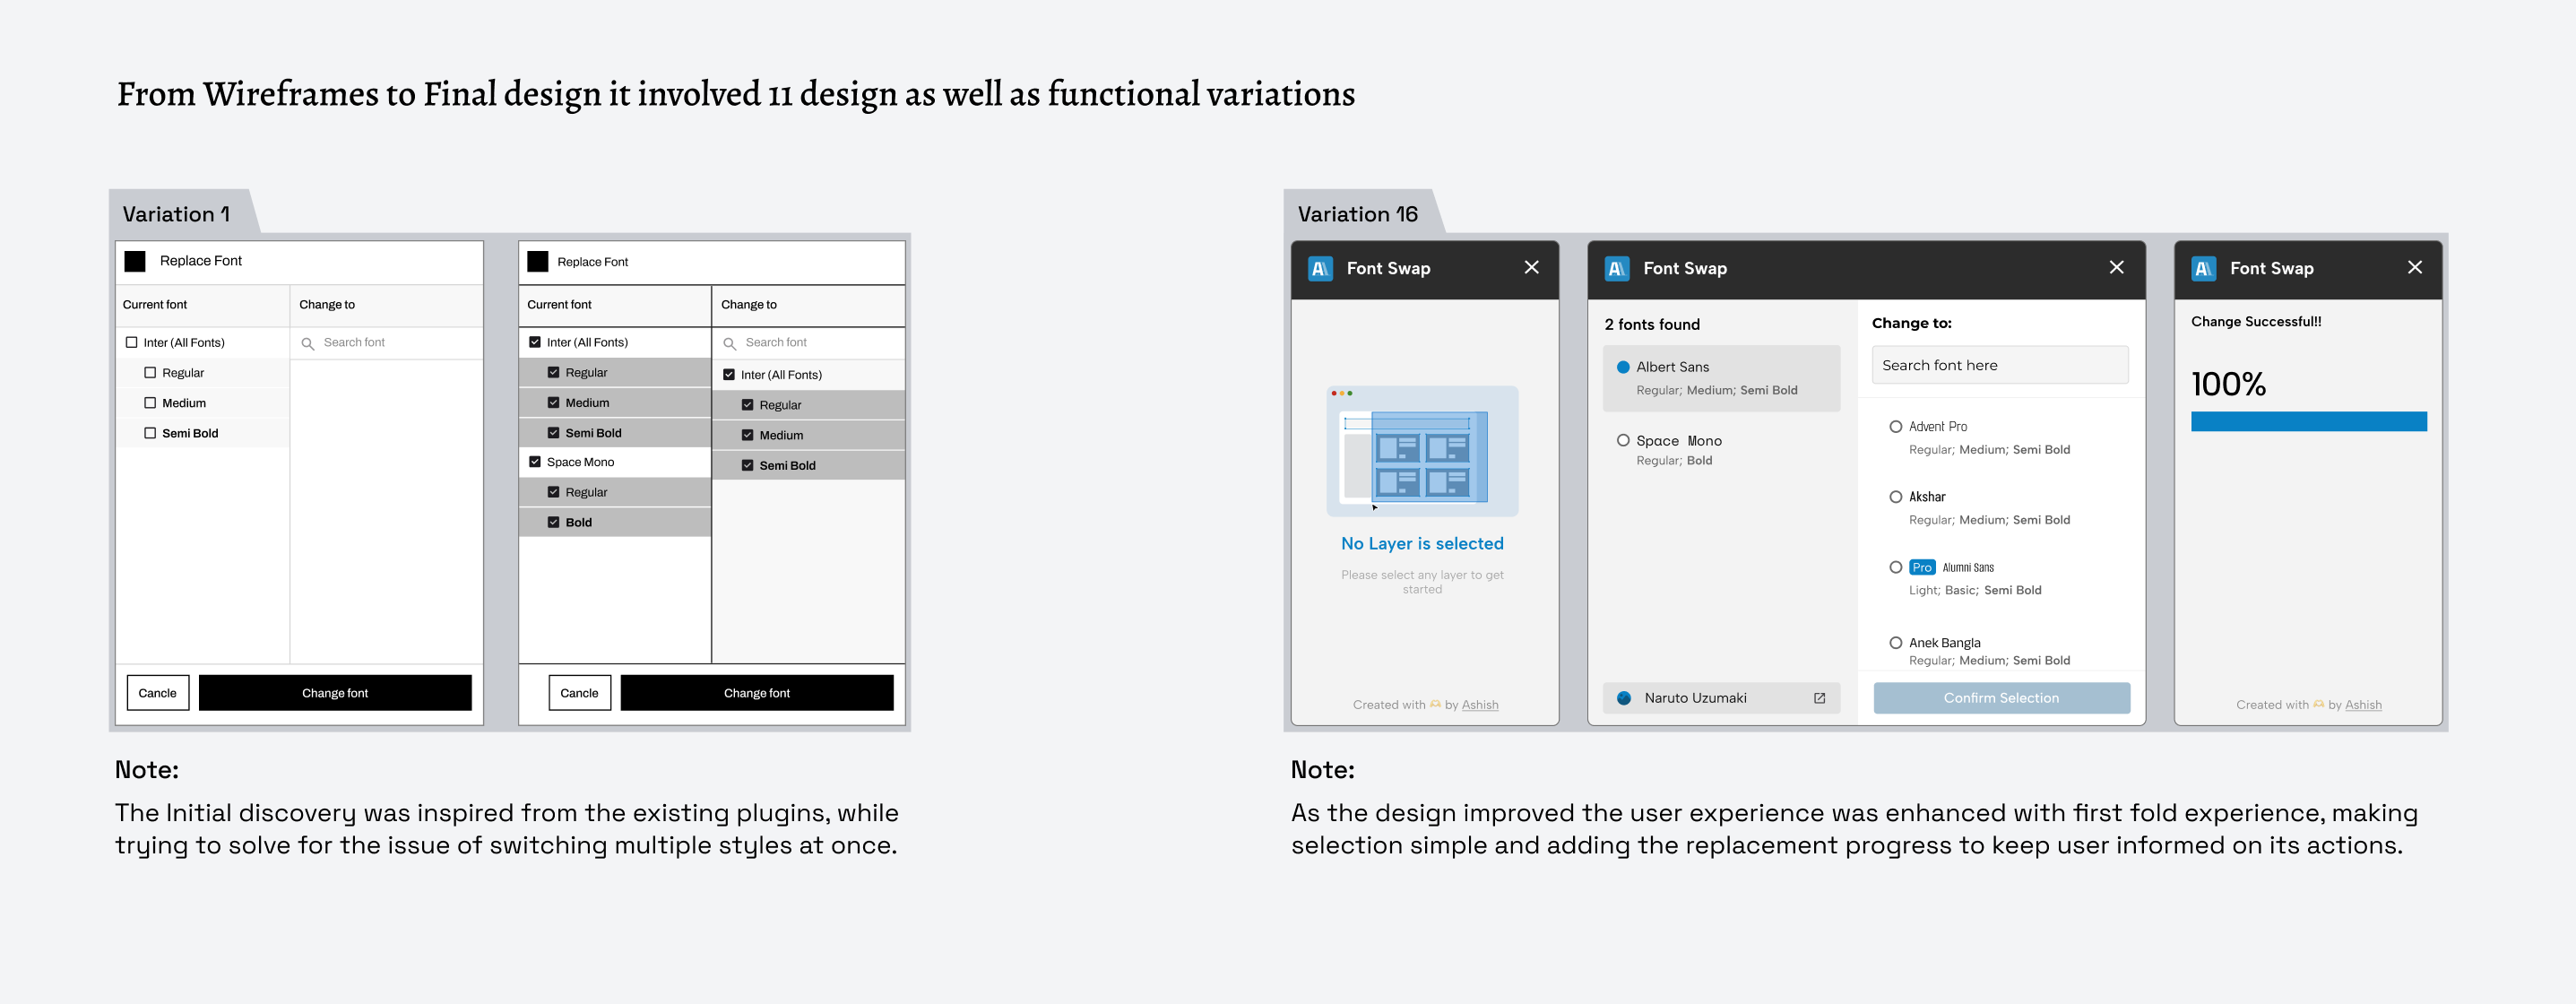 From Wireframes to Final design it involved 11 design as well as functional variations
Variation 1
Replace Font
Current font
Change to
Inter (All Fonts)
Search font
Regular
Medium
Semi Bold
Cancle
Change font
Replace Font
Current font
Change to
Inter (All Fonts)
Search font
Regular
Inter (All Fonts)
Medium
Regular
Semi Bold
Medium
Space Mono
Semi Bold
Regular
Bold
Cancle
Change font
Note:
The Initial discovery was inspired from the existing plugins, while
trying to solve for the issue of switching multiple styles at once.
Variation 16
A Font Swap
No Layer is selected
Please select any layer to get
started
Created with by Ashish
A Font Swap
2 fonts found
Albert Sans
Regular; Medium; Semi Bold
Space Mono
Regular; Bold
Naruto Uzumaki
Change to:
Search font here
Advent Pro
Regular; Medium; Semi Bold
Akshar
Regular; Medium; Semi Bold
Pro Alumni Sans
Light; Basic; Semi Bold
Anek Bangla
Regular; Medium; Semi Bold
Confirm Selection
A Font Swap
Change Successful!!
100%
Created with by Ashish
Note:
As the design improved the user experience was enhanced with first fold experience, making
selection simple and adding the replacement progress to keep user informed on its actions.